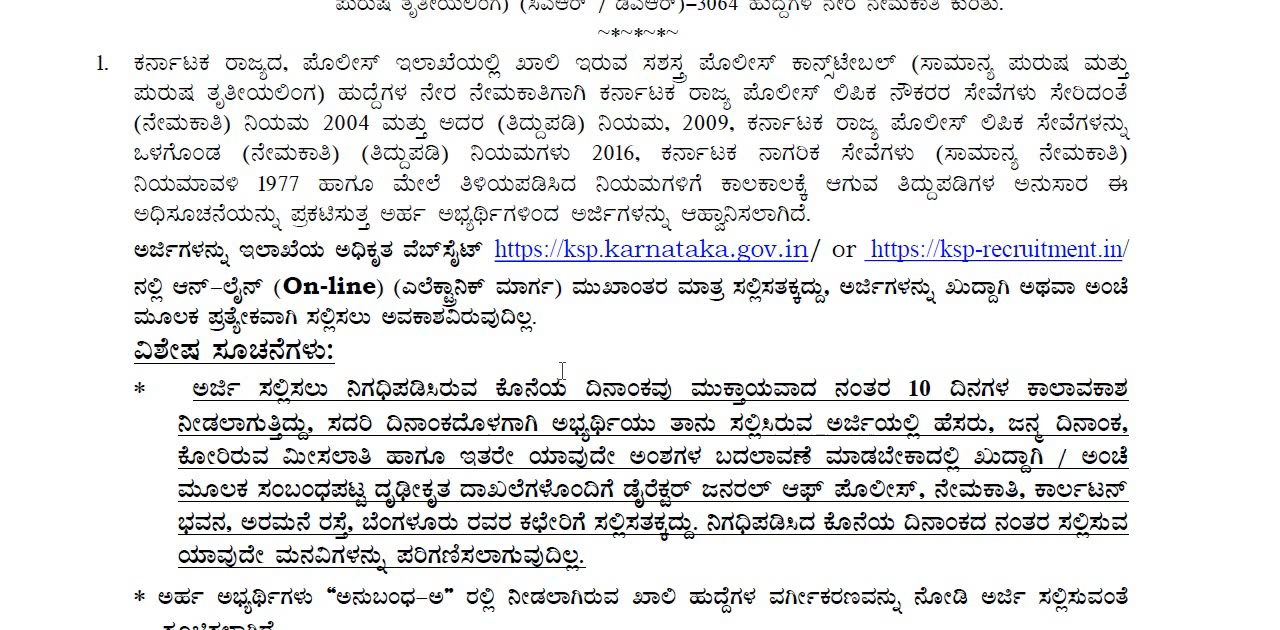 ಪುರುಷ ತೃತೀಯಲಿಂಗ) (ಸಿಎಆರ್ / ಡಿಎಆರ್)-3064 ಹುದ್ದೆಗಳ ನೇರ ನೇಮಕಾತಿ ಕುರಿತು.
~*~*~*~
1. ಕರ್ನಾಟಕ ರಾಜ್ಯದ, ಪೊಲೀಸ್ ಇಲಾಖೆಯಲ್ಲಿ ಖಾಲಿ ಇರುವ ಸಶಸ್ತ್ರ ಪೊಲೀಸ್ ಕಾನ್ಸ್‌ಟೇಬಲ್ (ಸಾಮಾನ್ಯ ಪುರುಷ ಮತ್ತು
ಪುರುಷ ತೃತೀಯಲಿಂಗ) ಹುದ್ದೆಗಳ ನೇರ ನೇಮಕಾತಿಗಾಗಿ ಕರ್ನಾಟಕ ರಾಜ್ಯ ಪೊಲೀಸ್ ಲಿಪಿಕ ನೌಕರರ ಸೇವೆಗಳು ಸೇರಿದಂತೆ
(ನೇಮಕಾತಿ) ನಿಯಮ 2004 ಮತ್ತು ಅದರ (ತಿದ್ದುಪಡಿ) ನಿಯಮ, 2009, ಕರ್ನಾಟಕ ರಾಜ್ಯ ಪೊಲೀಸ್ ಲಿಪಿಕ ಸೇವೆಗಳನ್ನು
ಒಳಗೊಂಡ (ನೇಮಕಾತಿ) (ತಿದ್ದುಪಡಿ) ನಿಯಮಗಳು 2016, ಕರ್ನಾಟಕ ನಾಗರಿಕ ಸೇವೆಗಳು (ಸಾಮಾನ್ಯ ನೇಮಕಾತಿ)
ನಿಯಮಾವಳಿ 1977 ಹಾಗೂ ಮೇಲೆ ತಿಳಿಯಪಡಿಸಿದ ನಿಯಮಗಳಿಗೆ ಕಾಲಕಾಲಕ್ಕೆ ಆಗುವ ತಿದ್ದುಪಡಿಗಳ ಅನುಸಾರ ಈ
ಅಧಿಸೂಚನೆಯನ್ನು ಪ್ರಕಟಿಸುತ್ತ ಅರ್ಹ ಅಭ್ಯರ್ಥಿಗಳಿಂದ ಅರ್ಜಿಗಳನ್ನು ಆಹ್ವಾನಿಸಲಾಗಿದೆ.
ಅರ್ಜಿಗಳನ್ನು ಇಲಾಖೆಯ ಅಧಿಕೃತ ವೆಬ್‌ಸೈಟ್ https://ksp.karnataka.gov.in/ or https://ksp-recruitment.in/
ನಲ್ಲಿ ಆನ್-ಲೈನ್ (On-line) (ಎಲೆಕ್ಟ್ರಾನಿಕ್ ಮಾರ್ಗ) ಮುಖಾಂತರ ಮಾತ್ರ ಸಲ್ಲಿಸತಕ್ಕದ್ದು, ಅರ್ಜಿಗಳನ್ನು ಖುದ್ದಾಗಿ ಅಥವಾ ಅಂಚೆ
ಮೂಲಕ ಪ್ರತ್ಯೇಕವಾಗಿ ಸಲ್ಲಿಸಲು ಅವಕಾಶವಿರುವುದಿಲ್ಲ.
ವಿಶೇಷ ಸೂಚನೆಗಳು:
* ಅರ್ಜಿ ಸಲ್ಲಿಸಲು ನಿಗಧಿಪಡಿಸಿರುವ ಕೊನೆಯ ದಿನಾಂಕವು ಮುಕ್ತಾಯವಾದ ನಂತರ 10 ದಿನಗಳ ಕಾಲಾವಕಾಶ
ನೀಡಲಾಗುತ್ತಿದ್ದು, ಸದರಿ ದಿನಾಂಕದೊಳಗಾಗಿ ಅಭ್ಯರ್ಥಿಯು ತಾನು ಸಲ್ಲಿಸಿರುವ ಅರ್ಜಿಯಲ್ಲಿ ಹೆಸರು, ಜನ್ಮ ದಿನಾಂಕ,
ಕೋರಿರುವ ಮೀಸಲಾತಿ ಹಾಗೂ ಇತರೇ ಯಾವುದೇ ಅಂಶಗಳ ಬದಲಾವಣೆ ಮಾಡಬೇಕಾದಲ್ಲಿ ಖುದ್ದಾಗಿ / ಅಂಚೆ
ಮೂಲಕ ಸಂಬಂಧಪಟ್ಟ ದೃಢೀಕೃತ ದಾಖಲೆಗಳೊಂದಿಗೆ ಡೈರೆಕ್ಟರ್ ಜನರಲ್ ಆಫ್ ಪೊಲೀಸ್, ನೇಮಕಾತಿ, ಕಾರ್ಲಟನ್
ಭವನ, ಅರಮನೆ ರಸ್ತೆ, ಬೆಂಗಳೂರು ರವರ ಕಛೇರಿಗೆ ಸಲ್ಲಿಸತಕ್ಕದ್ದು. ನಿಗಧಿಪಡಿಸಿದ ಕೊನೆಯ ದಿನಾಂಕದ ನಂತರ ಸಲ್ಲಿಸುವ
ಯಾವುದೇ ಮನವಿಗಳನ್ನು ಪರಿಗಣಿಸಲಾಗುವುದಿಲ್ಲ.
* ಅರ್ಹ ಅಭ್ಯರ್ಥಿಗಳು “ಅನುಬಂಧ-ಅ” ರಲ್ಲಿ ನೀಡಲಾಗಿರುವ ಖಾಲಿ ಹುದ್ದೆಗಳ ವರ್ಗೀಕರಣವನ್ನು ನೋಡಿ ಅರ್ಜಿ ಸಲ್ಲಿಸುವಂತೆ